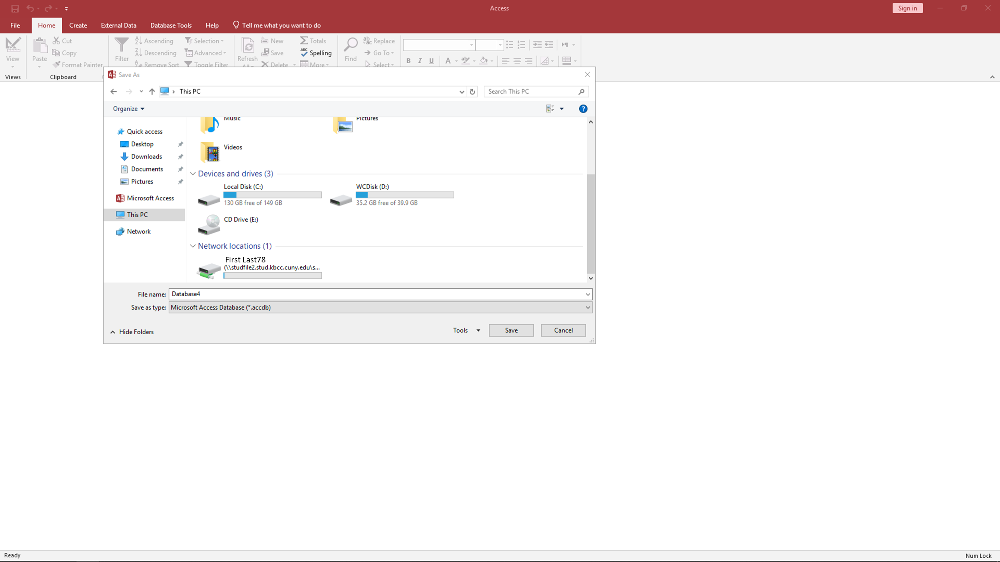 Access
Sign in
File Home Create External Data Database Tools Help Tell me what you want to do
View
Views
Paste
Cut
Copy
Format Painter
Clipboard
Filter
Ascending
Descending
Remove Sort
Selection
Advanced
Toggle Filter
Refresh
All
New
Save
Delete
Totals
Spelling
More
Find
Replace
Go To
Select
B I U A
Save As
This PC
Search This PC
Organize
Quick access
Desktop
Downloads
Documents
Pictures
Microsoft Access
This PC
Network
Music
Pictures
Videos
Devices and drives (3)
Local Disk (C:)
130 GB free of 149 GB
WCDisk (D:)
35.2 GB free of 39.9 GB
CD Drive (E:)
Network locations (1)
First Last78
(\\studfile2.stud.kbcc.cuny.edu\s...
File name: Database4
Save as type: Microsoft Access Database (*.accdb)
Hide Folders
Tools
Save
Cancel
Ready
Num Lock